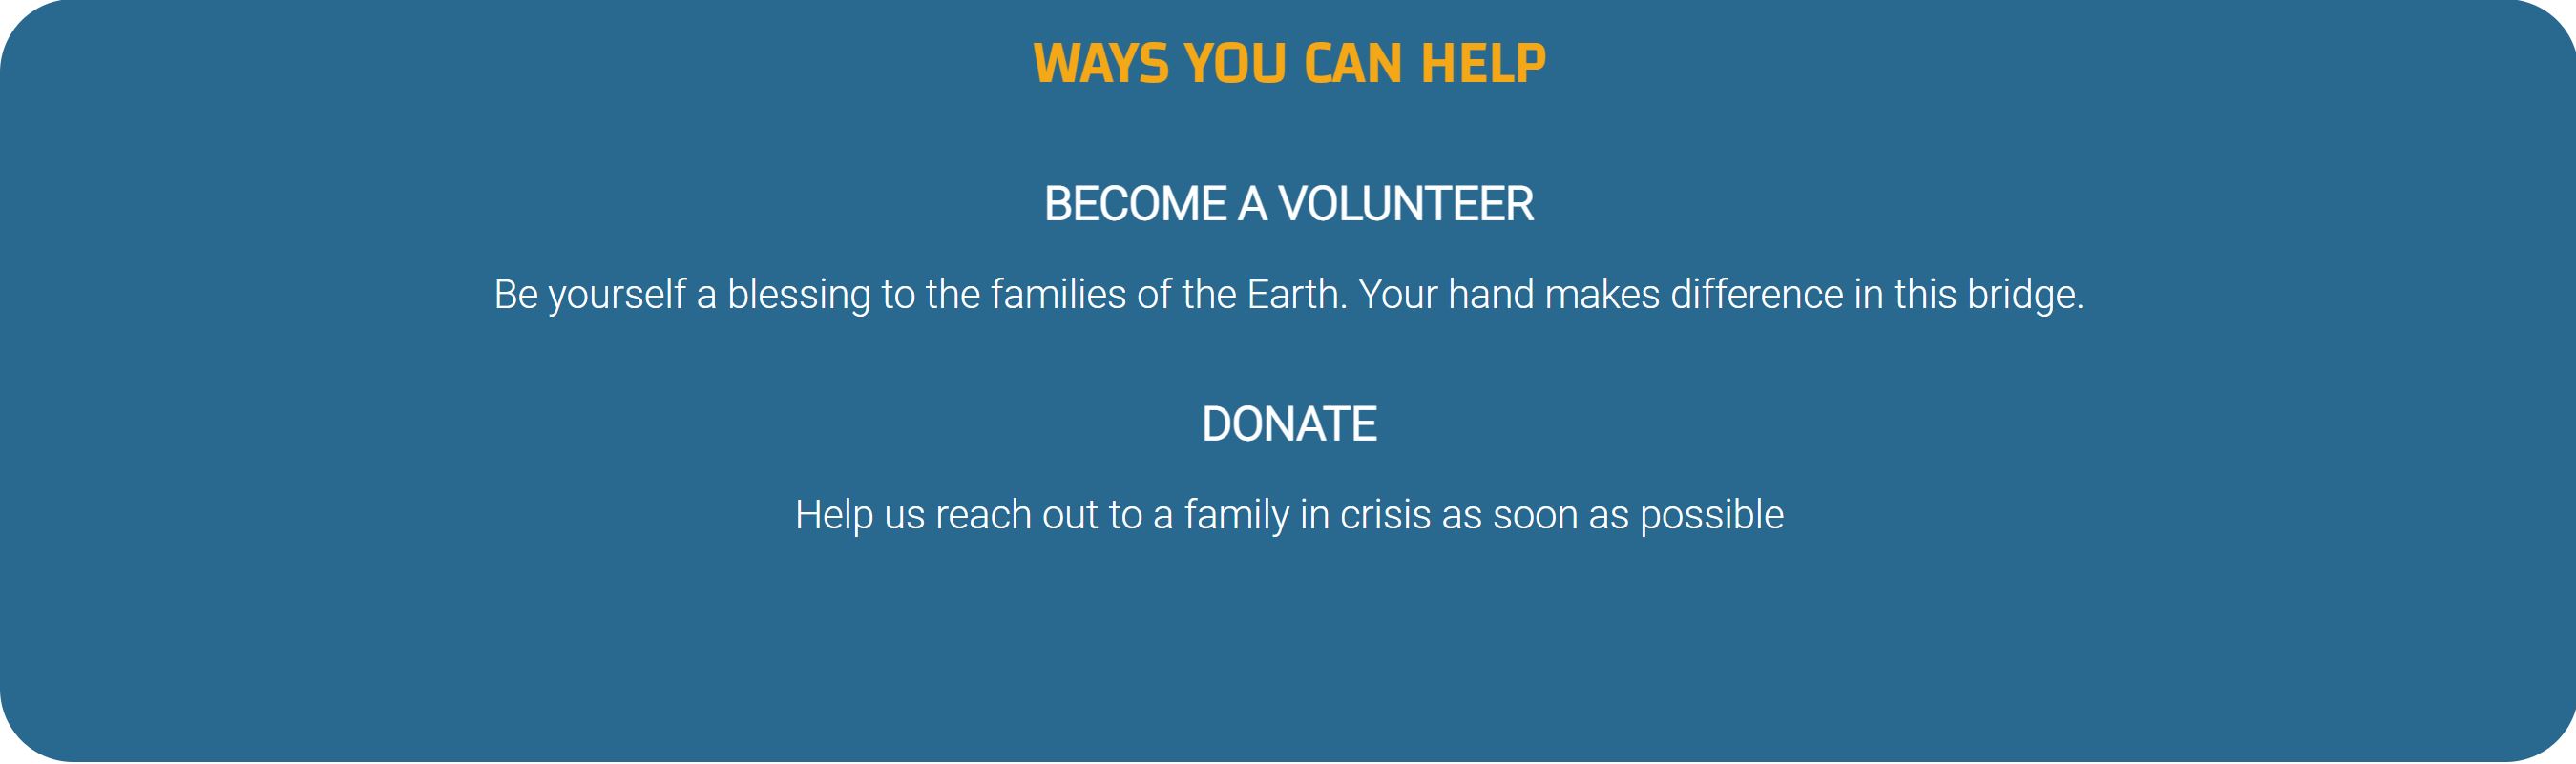 WAYS YOU CAN HELP
BECOME A VOLUNTEER
Be yourself a blessing to the families of the Earth. Your hand makes difference in this bridge.
DONATE
Help us reach out to a family in crisis as soon as possible